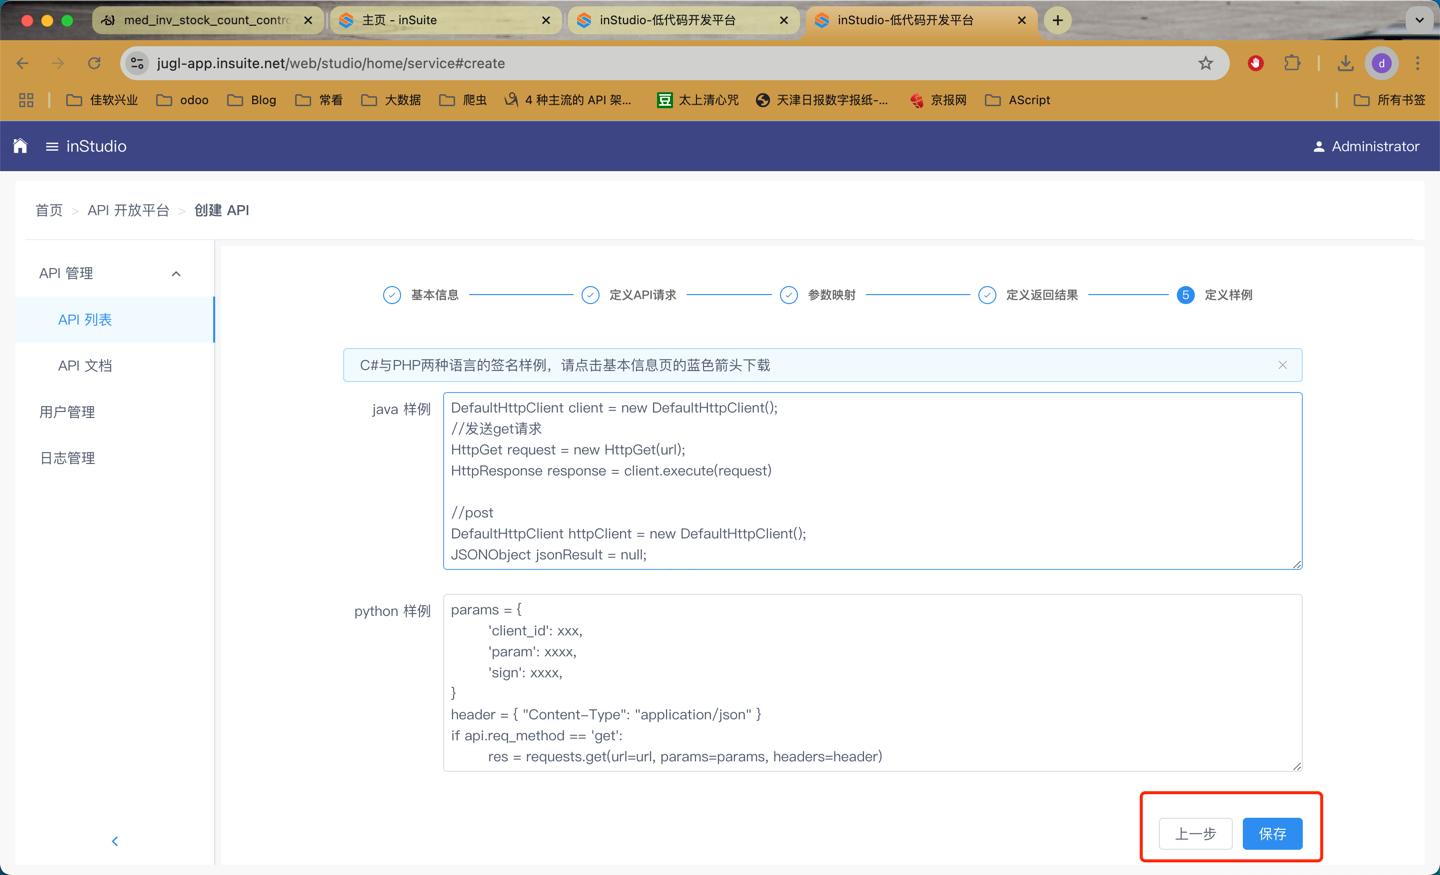 med_inv_stock_count_contro
主页 - inSuite
inStudio-低代码开发平台
inStudio-低代码开发平台
jugl-app.insuite.net/web/studio/home/service#create
d
佳软兴业
odoo
Blog
常看
大数据
爬虫
4 种主流的 API 架...
豆 太上清心咒
天津日报数字报纸-...
京报网
AScript
所有书签
inStudio
Administrator
首页 > API 开放平台 > 创建 API
API 管理
API 列表
API 文档
用户管理
日志管理
基本信息
定义API请求
参数映射
定义返回结果
5 定义样例
C#与PHP两种语言的签名样例，请点击基本信息页的蓝色箭头下载
java 样例
DefaultHttpClient client = new DefaultHttpClient();
//发送get请求
HttpGet request = new HttpGet(url);
HttpResponse response = client.execute(request)
//post
DefaultHttpClient httpClient = new DefaultHttpClient();
JSONObject jsonResult = null;
python 样例
params = {
'client_id': xxx,
'param': xxxx,
'sign': xxxx,
}
header = { "Content-Type": "application/json" }
if api.req_method == 'get':
res = requests.get(url=url, params=params, headers=header)
上一步
保存